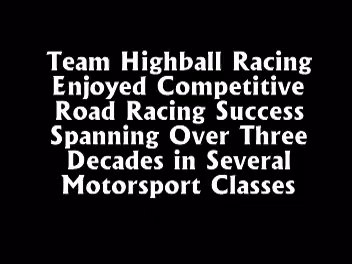 Team Highball Racing
Enjoyed Competitive
Road Racing Success
Spanning Over Three
Decades in Several
Motorsport Classes